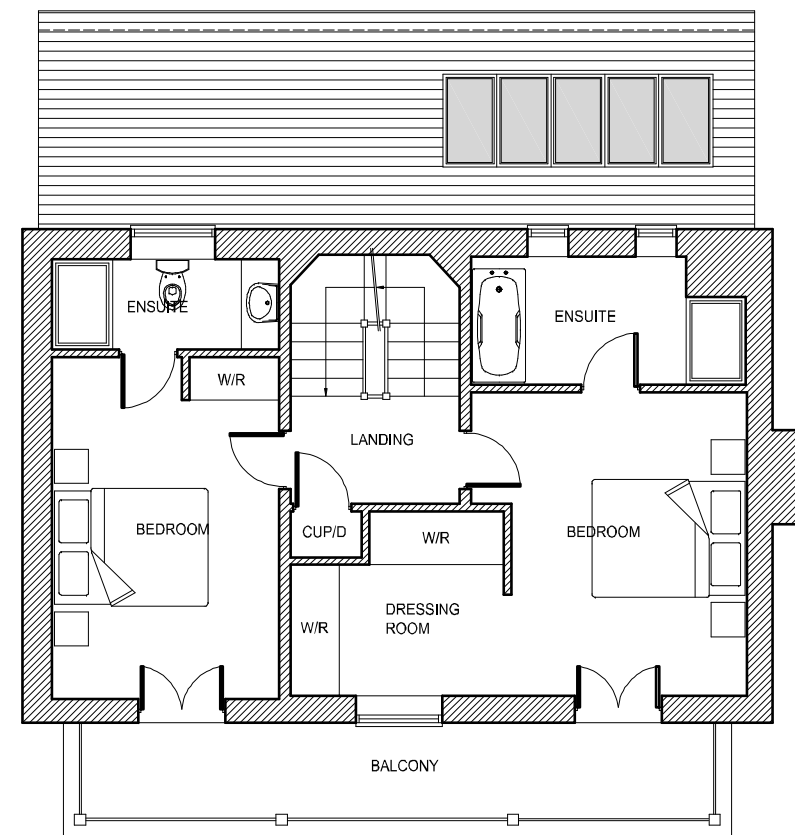 ENSUITE
ENSUITE
W/R
LANDING
BEDROOM
CUP/D
W/R
BEDROOM
W/R
DRESSING
ROOM
BALCONY